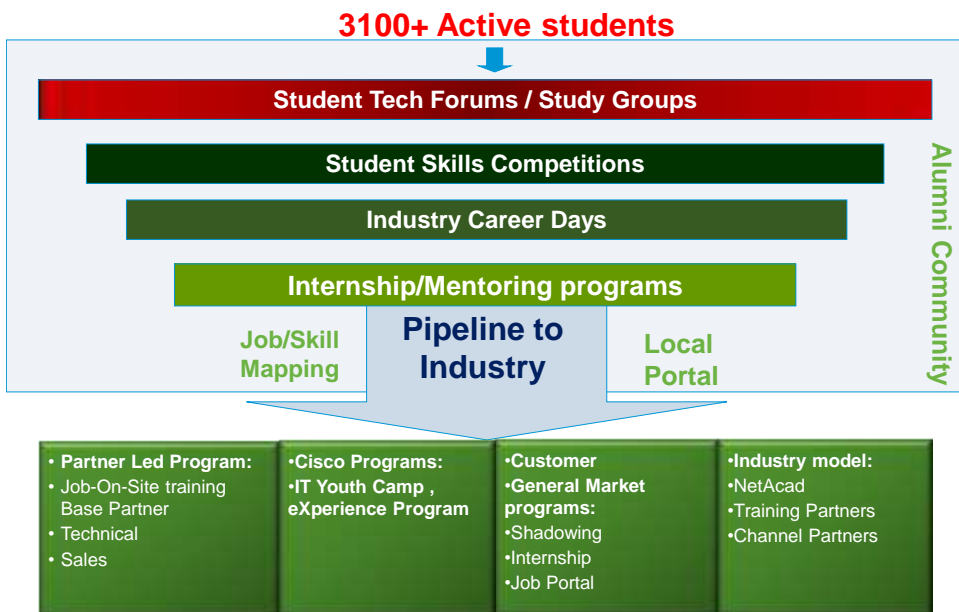 3100+ Active students
Student Tech Forums / Study Groups
Student Skills Competitions
Industry Career Days
Internship/Mentoring programs
Pipeline to
Industry
Job/Skill
Mapping
Local
Portal
Alumni Community
• Partner Led Program:
• Job-On-Site training
Base Partner
• Technical
• Sales
•Cisco Programs:
•IT Youth Camp ,
eXperience Program
•Customer
•General Market
programs:
•Shadowing
•Internship
•Job Portal
•Industry model:
•NetAcad
•Training Partners
•Channel Partners